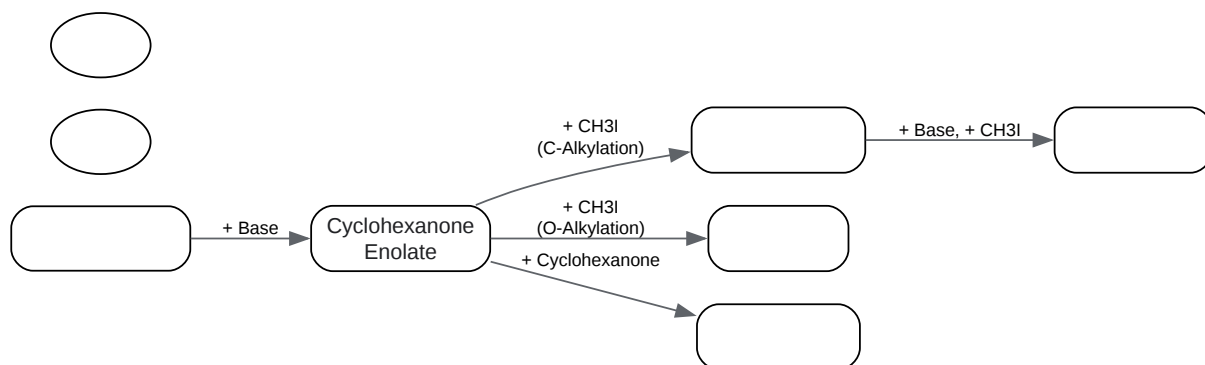 + CH3I
(C-Alkylation)
+ Base, + CH3I
+ Base
Cyclohexanone
Enolate
+ CH3I
(O-Alkylation)
+ Cyclohexanone